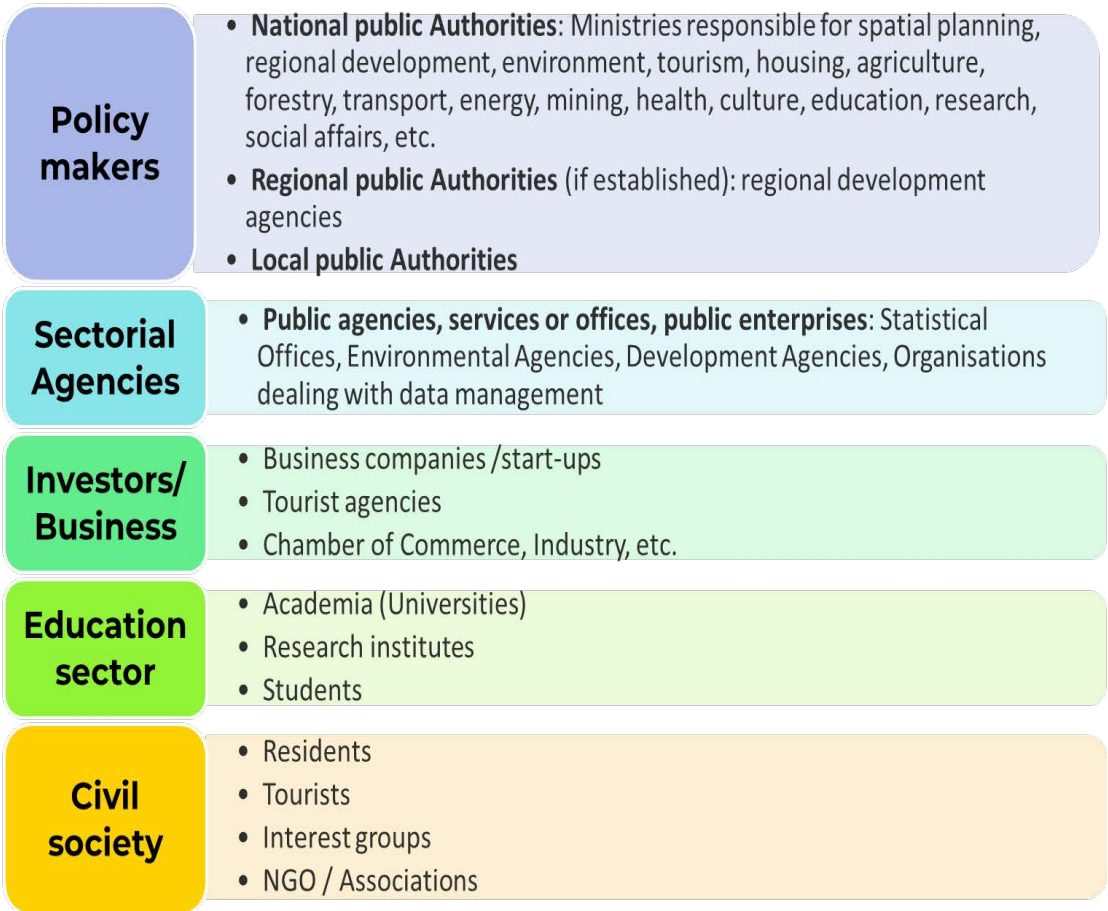 Policy
makers
• National public Authorities: Ministries responsible for spatial planning,
regional development, environment, tourism, housing, agriculture,
forestry, transport, energy, mining, health, culture, education, research,
social affairs, etc.
• Regional public Authorities (if established): regional development
agencies
• Local public Authorities
Sectorial
Agencies
• Public agencies, services or offices, public enterprises: Statistical
Offices, Environmental Agencies, Development Agencies, Organisations
dealing with data management
Investors/
Business
• Business companies /start-ups
• Tourist agencies
• Chamber of Commerce, Industry, etc.
Education
sector
• Academia (Universities)
• Research institutes
• Students
Civil
society
• Residents
• Tourists
• Interest groups
• NGO / Associations